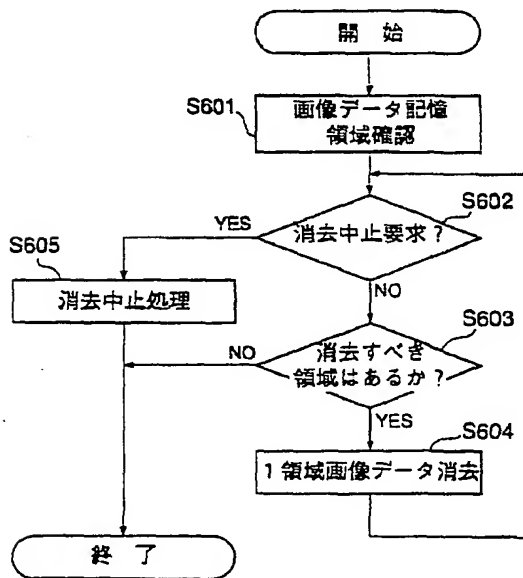 開 始
S601
画像データ記憶
領域確認
S602
消去中止要求？
YES
NO
S605
消去中止処理
S603
消去すべき
領域はあるか？
NO
YES
S604
１領域画像データ消去
終 了